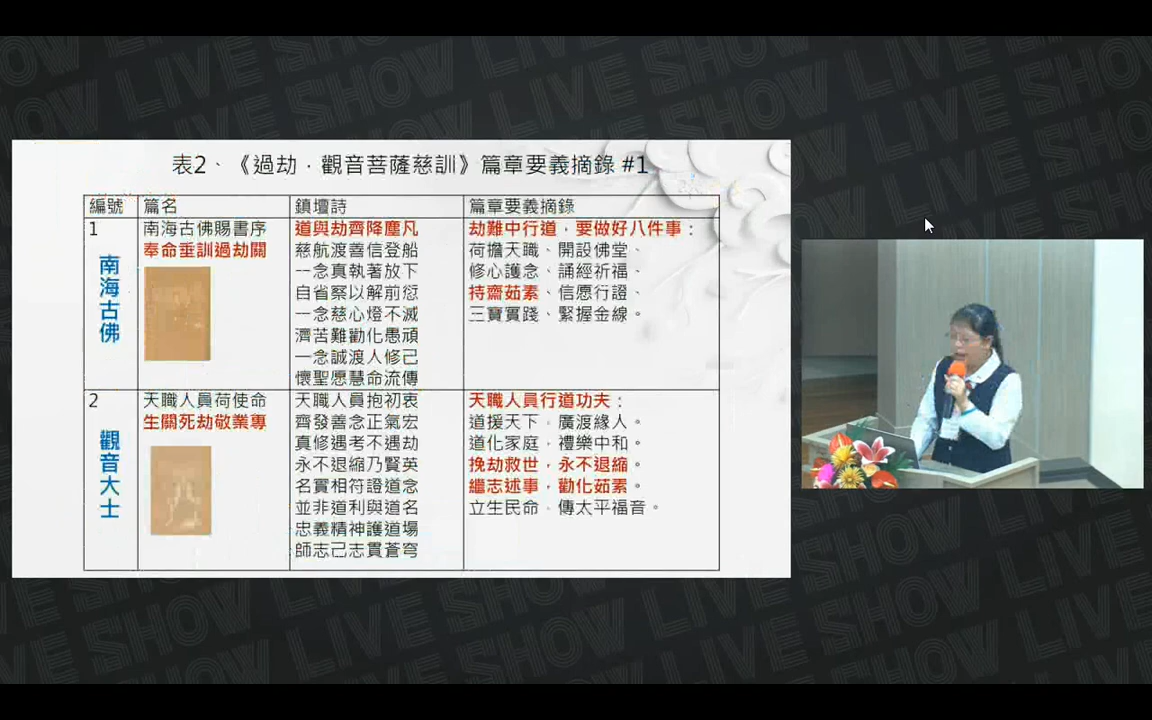 表2、《過劫．觀音菩薩慈訓》篇章要義摘錄 #1
編號 篇名 鎮壇詩 篇章要義摘錄
1
南海古佛
南海古佛賜書序
奉命垂訓過劫關
道與劫齊降塵凡
慈航渡善信登船
一念真執著放下
自省察以解前愆
一念慈心燈不滅
濟苦難勸化愚頑
一念誠渡人修己
懷聖愿慧命流傳
劫難中行道，要做好八件事：
荷擔天職、開設佛堂、
修心護念、誦經祈福、
持齋茹素、信愿行證、
三寶實踐、緊握金線。
2
觀音大士
天職人員荷使命
生關死劫敬業專
天職人員抱初衷
齊發善念正氣宏
真修遇考不遇劫
永不退縮乃賢英
名實相符證道念
並非道利與道名
忠義精神護道場
師志己志貫蒼穹
天職人員行道功夫：
道援天下，廣渡緣人。
道化家庭，禮樂中和。
挽劫救世，永不退縮。
繼志述事，勸化茹素。
立生民命、傳太平福音。
LIVE SHOW